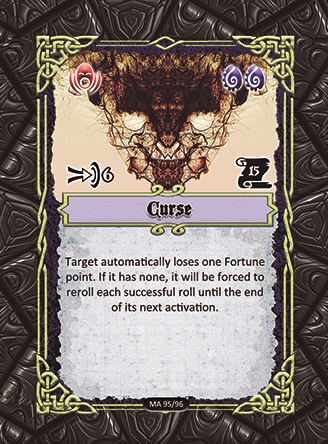 6
15
Curse
Target automatically loses one Fortune
point. If it has none, it will be forced to
reroll each successful roll until the end
of its next activation.
MA 95/96